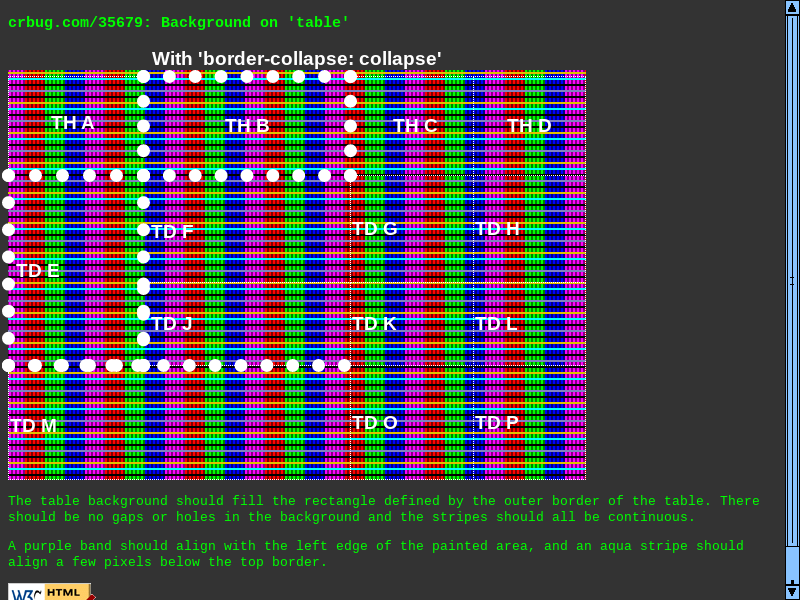 crbug.com/35679: Background on 'table'
With 'border-collapse: collapse'
TH A
TH B
TH C
TH D
TD E
TD F
TD G
TD H
TD J
TD K
TD L
TD M
TD O
TD P
The table background should fill the rectangle defined by the outer border of the table. There
should be no gaps or holes in the background and the stripes should all be continuous.
A purple band should align with the left edge of the painted area, and an aqua stripe should
align a few pixels below the top border.
W3C HTML